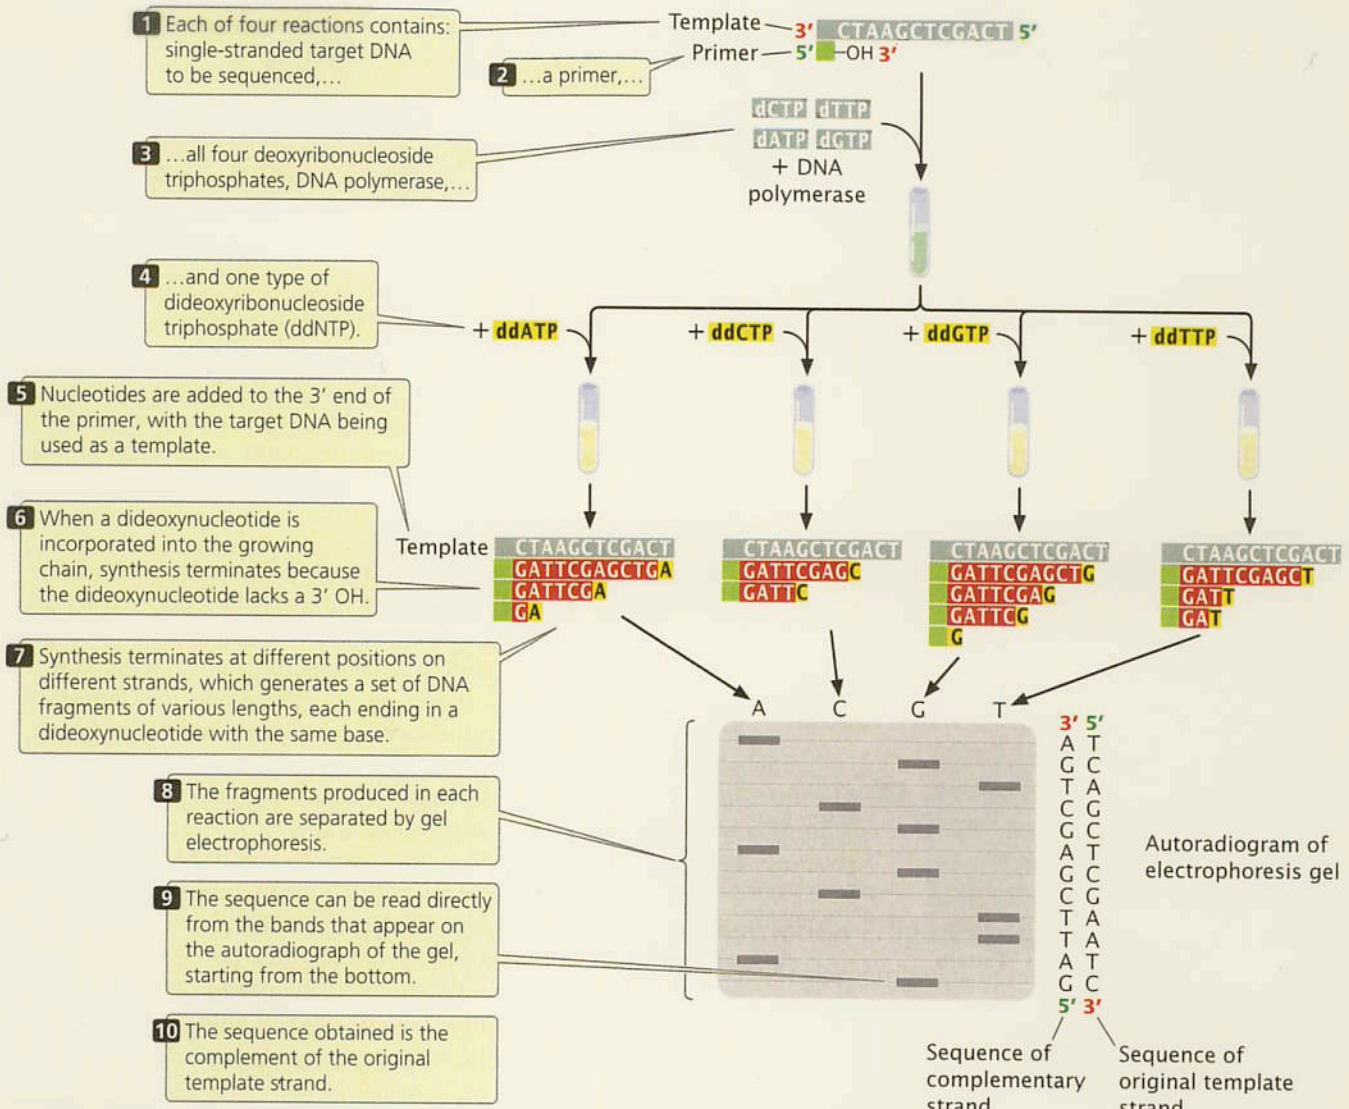 1 Each of four reactions contains:
single-stranded target DNA
to be sequenced,…
Template 3′ CTAAGCTCGACT 5′
Primer 5′ –OH 3′
2 …a primer,…
dCTP dTTP
dATP dGTP
+ DNA
polymerase
3 …all four deoxyribonucleoside
triphosphates, DNA polymerase,…
4 …and one type of
dideoxyribonucleoside
triphosphate (ddNTP).
+ ddATP
+ ddCTP
+ ddGTP
+ ddTTP
5 Nucleotides are added to the 3′ end of
the primer, with the target DNA being
used as a template.
6 When a dideoxynucleotide is
incorporated into the growing
chain, synthesis terminates because
the dideoxynucleotide lacks a 3′ OH.
Template CTAAGCTCGACT
GATTCGAGCTGA
GATTCGA
GA
CTAAGCTCGACT
GATTCGAGC
GATTC
CTAAGCTCGACT
GATTCGAGCTG
GATTCGAG
GATTCG
G
CTAAGCTCGACT
GATTCGAGCT
GATT
GAT
7 Synthesis terminates at different positions on
different strands, which generates a set of DNA
fragments of various lengths, each ending in a
dideoxynucleotide with the same base.
A C G T
3′ 5′
A T
G C
T A
C G
G C
A T
G C
C G
T A
T A
A T
G C
5′ 3′
8 The fragments produced in each
reaction are separated by gel
electrophoresis.
Autoradiogram of
electrophoresis gel
9 The sequence can be read directly
from the bands that appear on
the autoradiograph of the gel,
starting from the bottom.
10 The sequence obtained is the
complement of the original
template strand.
Sequence of
complementary
strand
Sequence of
original template
strand